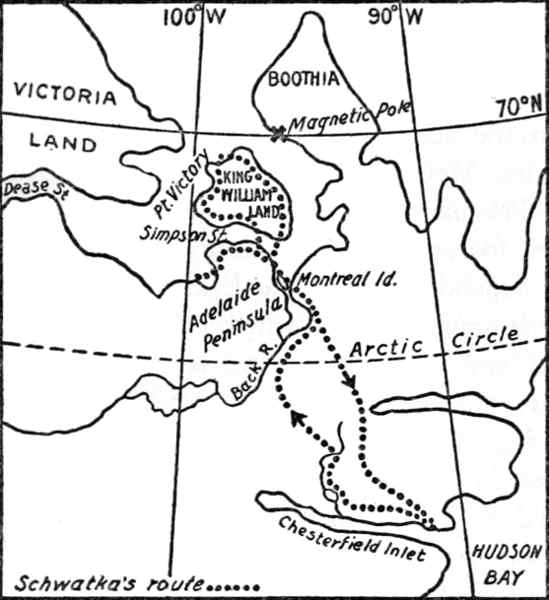 100°W
90°W
BOOTHIA
VICTORIA
LAND
Magnetic Pole
70°N
Dease St
Pt. Victory
KING
WILLIAM
LAND
Simpson St.
Montreal Id.
Adelaide
Peninsula
Back R.
Arctic Circle
Chesterfield Inlet
HUDSON
BAY
Schwatka's route......